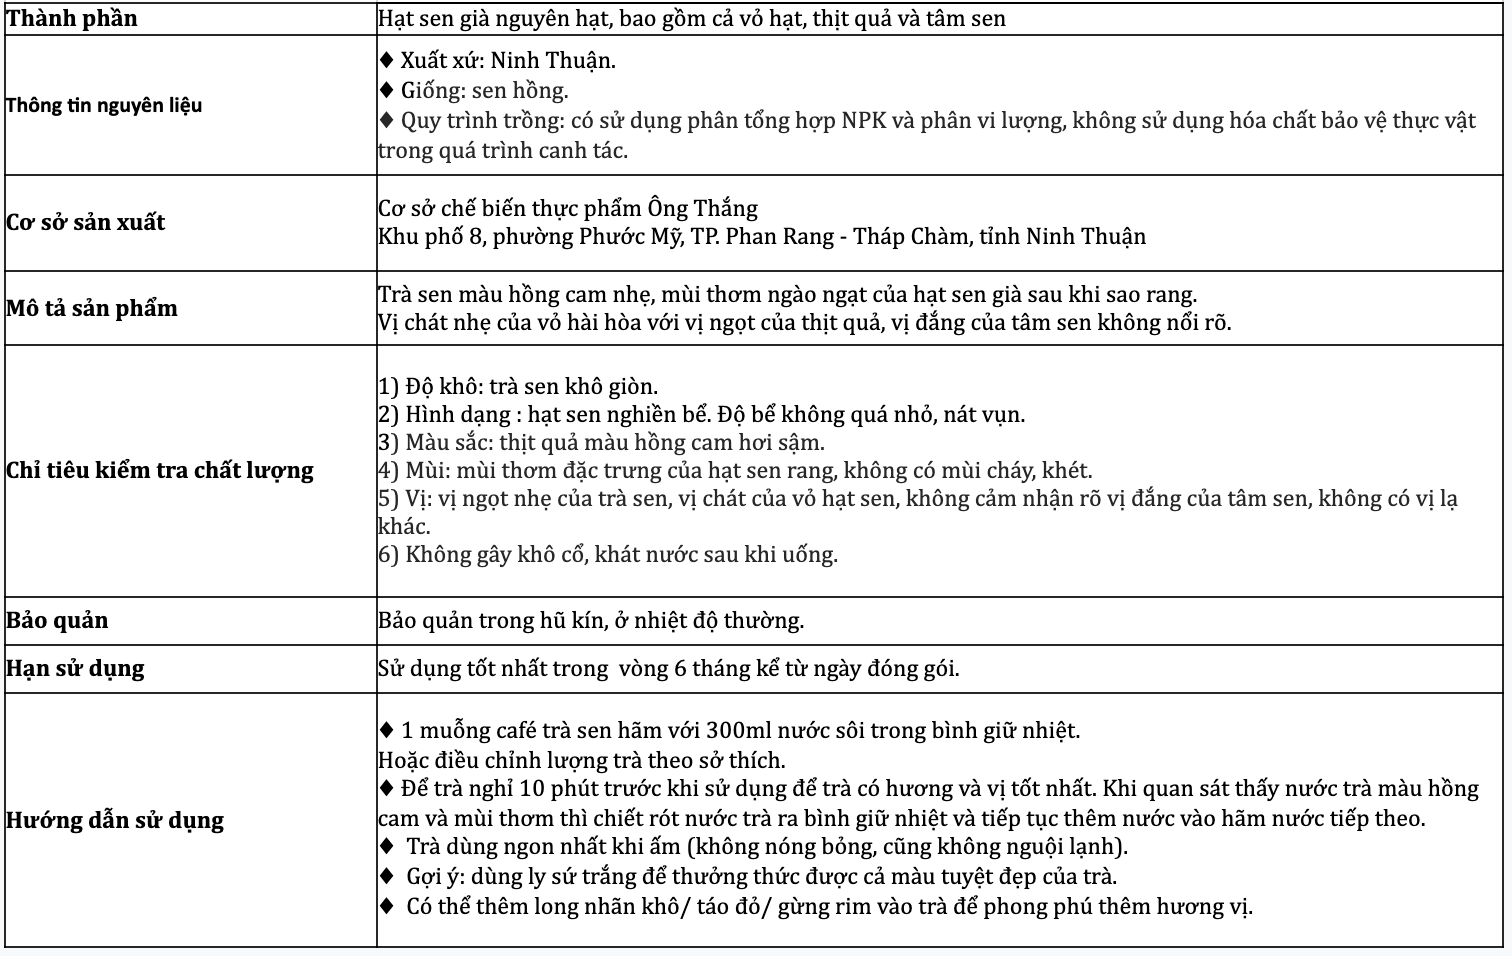 Thành phần
Hạt sen già nguyên hạt, bao gồm cả vỏ hạt, thịt quả và tâm sen
Thông tin nguyên liệu
♦ Xuất xứ: Ninh Thuận.
♦ Giống: sen hồng.
♦ Quy trình trồng: có sử dụng phân tổng hợp NPK và phân vi lượng, không sử dụng hóa chất bảo vệ thực vật
trong quá trình canh tác.
Cơ sở sản xuất
Cơ sở chế biến thực phẩm Ông Thắng
Khu phố 8, phường Phước Mỹ, TP. Phan Rang - Tháp Chàm, tỉnh Ninh Thuận
Mô tả sản phẩm
Trà sen màu hồng cam nhẹ, mùi thơm ngào ngạt của hạt sen già sau khi sao rang.
Vị chát nhẹ của vỏ hài hòa với vị ngọt của thịt quả, vị đắng của tâm sen không nổi rõ.
Chỉ tiêu kiểm tra chất lượng
1) Độ khô: trà sen khô giòn.
2) Hình dạng : hạt sen nghiền bể. Độ bể không quá nhỏ, nát vụn.
3) Màu sắc: thịt quả màu hồng cam hơi sậm.
4) Mùi: mùi thơm đặc trưng của hạt sen rang, không có mùi cháy, khét.
5) Vị: vị ngọt nhẹ của trà sen, vị chát của vỏ hạt sen, không cảm nhận rõ vị đắng của tâm sen, không có vị lạ
khác.
6) Không gây khô cổ, khát nước sau khi uống.
Bảo quản
Bảo quản trong hũ kín, ở nhiệt độ thường.
Hạn sử dụng
Sử dụng tốt nhất trong  vòng 6 tháng kể từ ngày đóng gói.
Hướng dẫn sử dụng
♦ 1 muỗng café trà sen hãm với 300ml nước sôi trong bình giữ nhiệt.
Hoặc điều chỉnh lượng trà theo sở thích.
♦ Để trà nghỉ 10 phút trước khi sử dụng để trà có hương và vị tốt nhất. Khi quan sát thấy nước trà màu hồng
cam và mùi thơm thì chiết rót nước trà ra bình giữ nhiệt và tiếp tục thêm nước vào hãm nước tiếp theo.
♦  Trà dùng ngon nhất khi ấm (không nóng bỏng, cũng không nguội lạnh).
♦  Gợi ý: dùng ly sứ trắng để thưởng thức được cả màu tuyệt đẹp của trà.
♦  Có thể thêm long nhãn khô/ táo đỏ/ gừng rim vào trà để phong phú thêm hương vị.